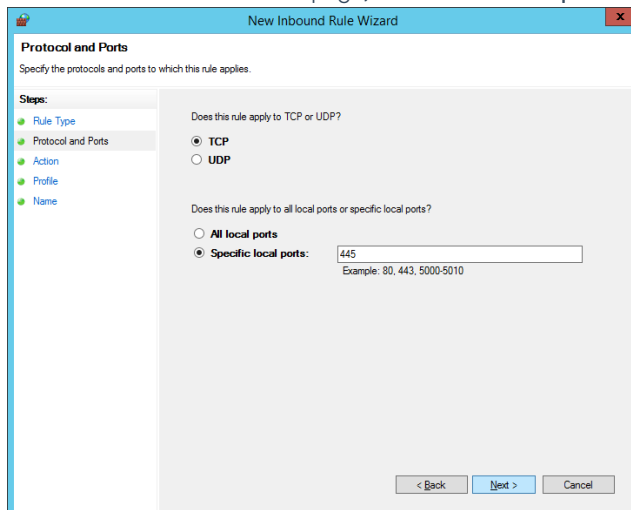 New Inbound Rule Wizard
x
Protocol and Ports
Specify the protocols and ports to which this rule applies.
Steps:
Rule Type
Protocol and Ports
Action
Profile
Name
Does this rule apply to TCP or UDP?
TCP
UDP
Does this rule apply to all local ports or specific local ports?
All local ports
Specific local ports: 445
Example: 80, 443, 5000-5010
< Back Next > Cancel